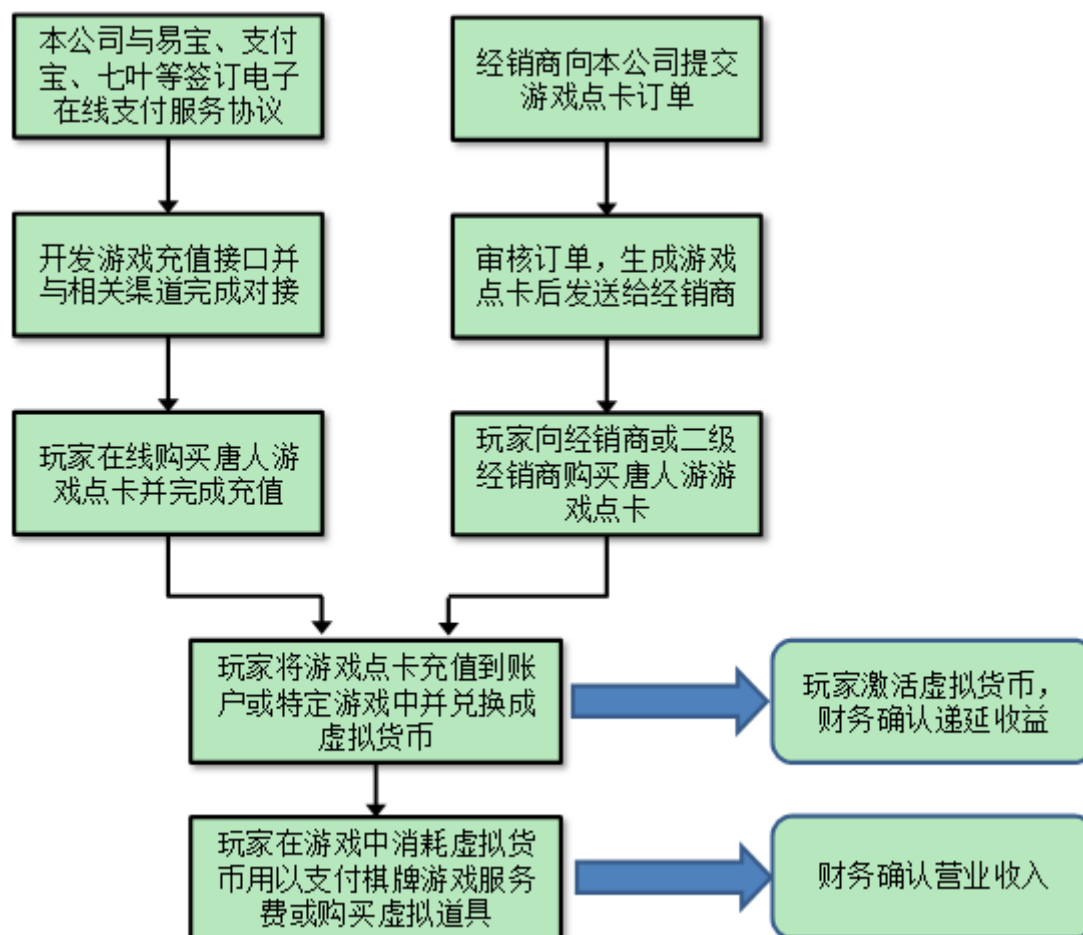 本公司与易宝、支付
宝、七叶等签订电子
在线支付服务协议
经销商向本公司提交
游戏点卡订单
开发游戏充值接口并
与相关渠道完成对接
审核订单，生成游戏
点卡后发送给经销商
玩家在线购买唐人游
戏点卡并完成充值
玩家向经销商或二级
经销商购买唐人游游
戏点卡
玩家将游戏点卡充值到账
户或特定游戏中并兑换成
虚拟货币
玩家激活虚拟货币，
财务确认递延收益
玩家在游戏中消耗虚拟货
币用以支付棋牌游戏服务
费或购买虚拟道具
财务确认营业收入